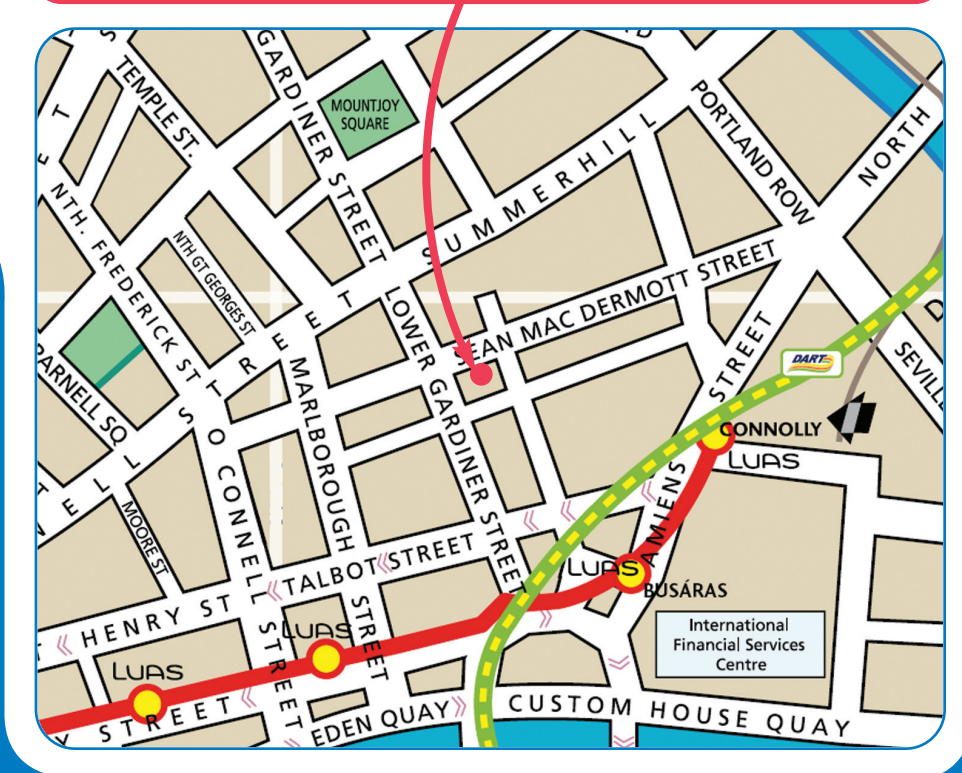 GARDINER STREET
TEMPLE ST.
MOUNTJOY
SQUARE
PORTLAND ROW
NORTH
SUMMERHILL
NTH. FREDERICK ST
NTH GT GEORGES ST
SEAN MAC DERMOTT STREET
LOWER GARDINER STREET
PARNELL SQ
STREET
MARLBOROUGH STREET
O CONNELL STREET
MOORE ST
DART
SEVILL
CONNOLLY
LUAS
AMIENS STREET
TALBOT STREET
HENRY ST
LUAS
BUSÁRAS
LUAS
LUAS
International
Financial Services
Centre
Y STREET
EDEN QUAY
CUSTOM HOUSE QUAY